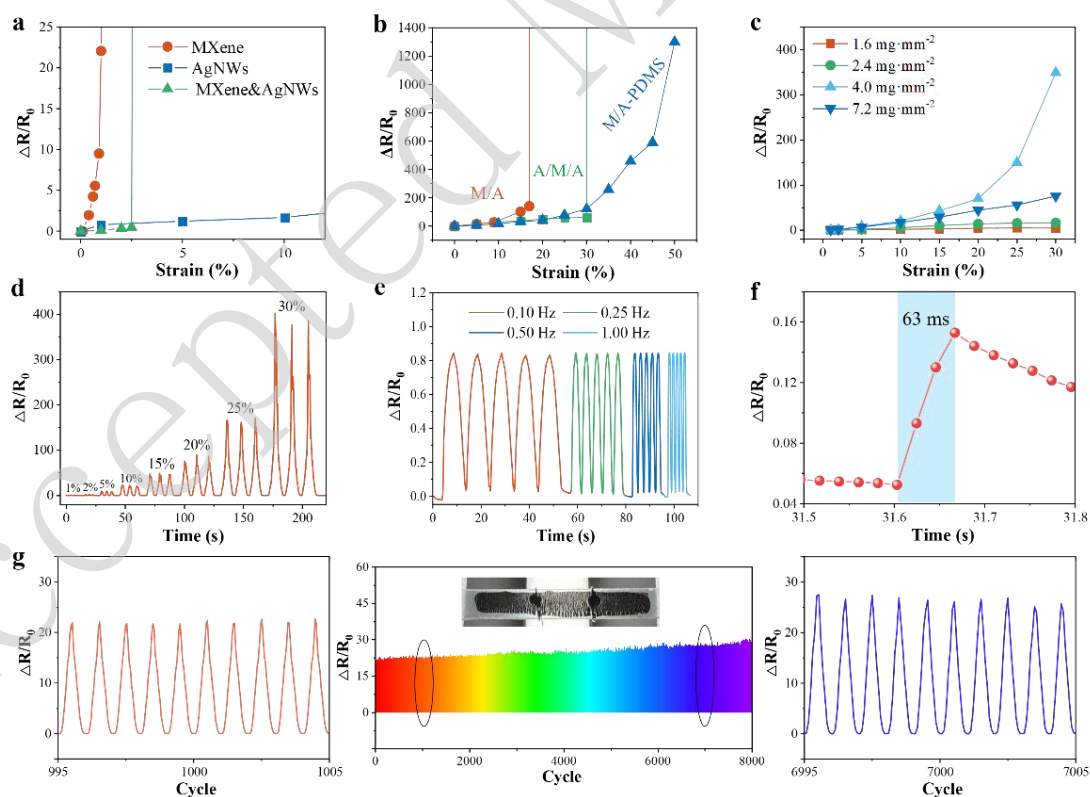 a
25
20
15
10
5
0
ΔR/R₀
MXene
AgNWs
MXene&AgNWs
0 5 10
Strain (%)
b
1400
1200
1000
800
600
400
200
0
ΔR/R₀
M/A
A/M/A
M/A-PDMS
0 10 20 30 40 50
Strain (%)
c
400
300
200
100
0
ΔR/R₀
1.6 mg·mm⁻²
2.4 mg·mm⁻²
4.0 mg·mm⁻²
7.2 mg·mm⁻²
0 5 10 15 20 25 30
Strain (%)
d
400
300
200
100
0
ΔR/R₀
1% 2% 5% 10% 15% 20% 25% 30%
0 50 100 150 200
Time (s)
e
1.2
1.0
0.8
0.6
0.4
0.2
0.0
ΔR/R₀
0.10 Hz 0.25 Hz
0.50 Hz 1.00 Hz
0 20 40 60 80 100
Time (s)
f
0.16
0.12
0.08
0.04
ΔR/R₀
63 ms
31.5 31.6 31.7 31.8
Time (s)
g
30
20
10
0
ΔR/R₀
995 1000 1005
Cycle
60
45
30
15
0
ΔR/R₀
0 2000 4000 6000 8000
Cycle
30
20
10
0
ΔR/R₀
6995 7000 7005
Cycle